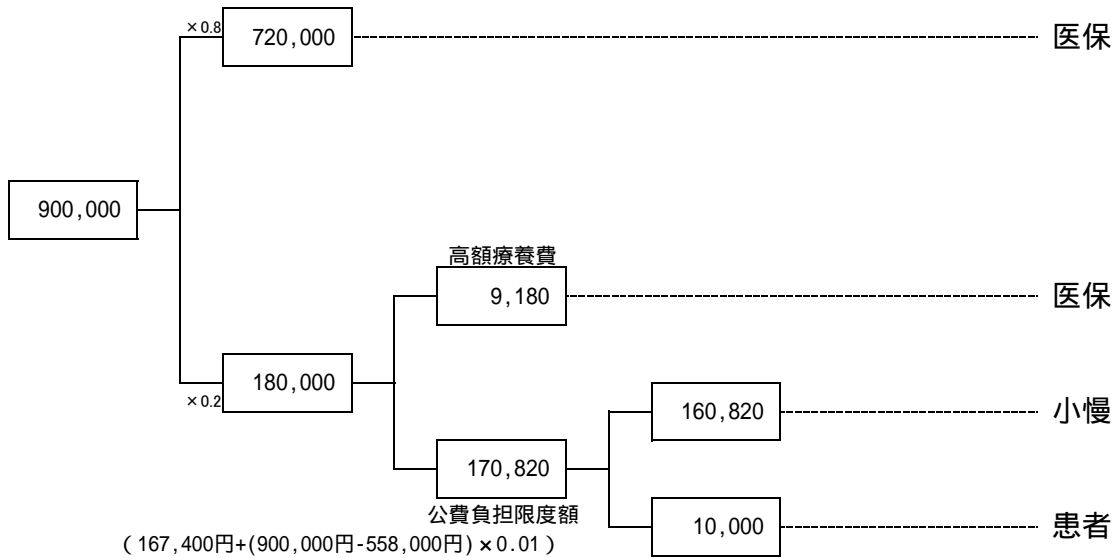 ×0.8
720,000
医保
900,000
高額療養費
9,180
医保
180,000
×0.2
160,820
小慢
170,820
公費負担限度額
10,000
患者
(167,400円+(900,000円-558,000円)×0.01)